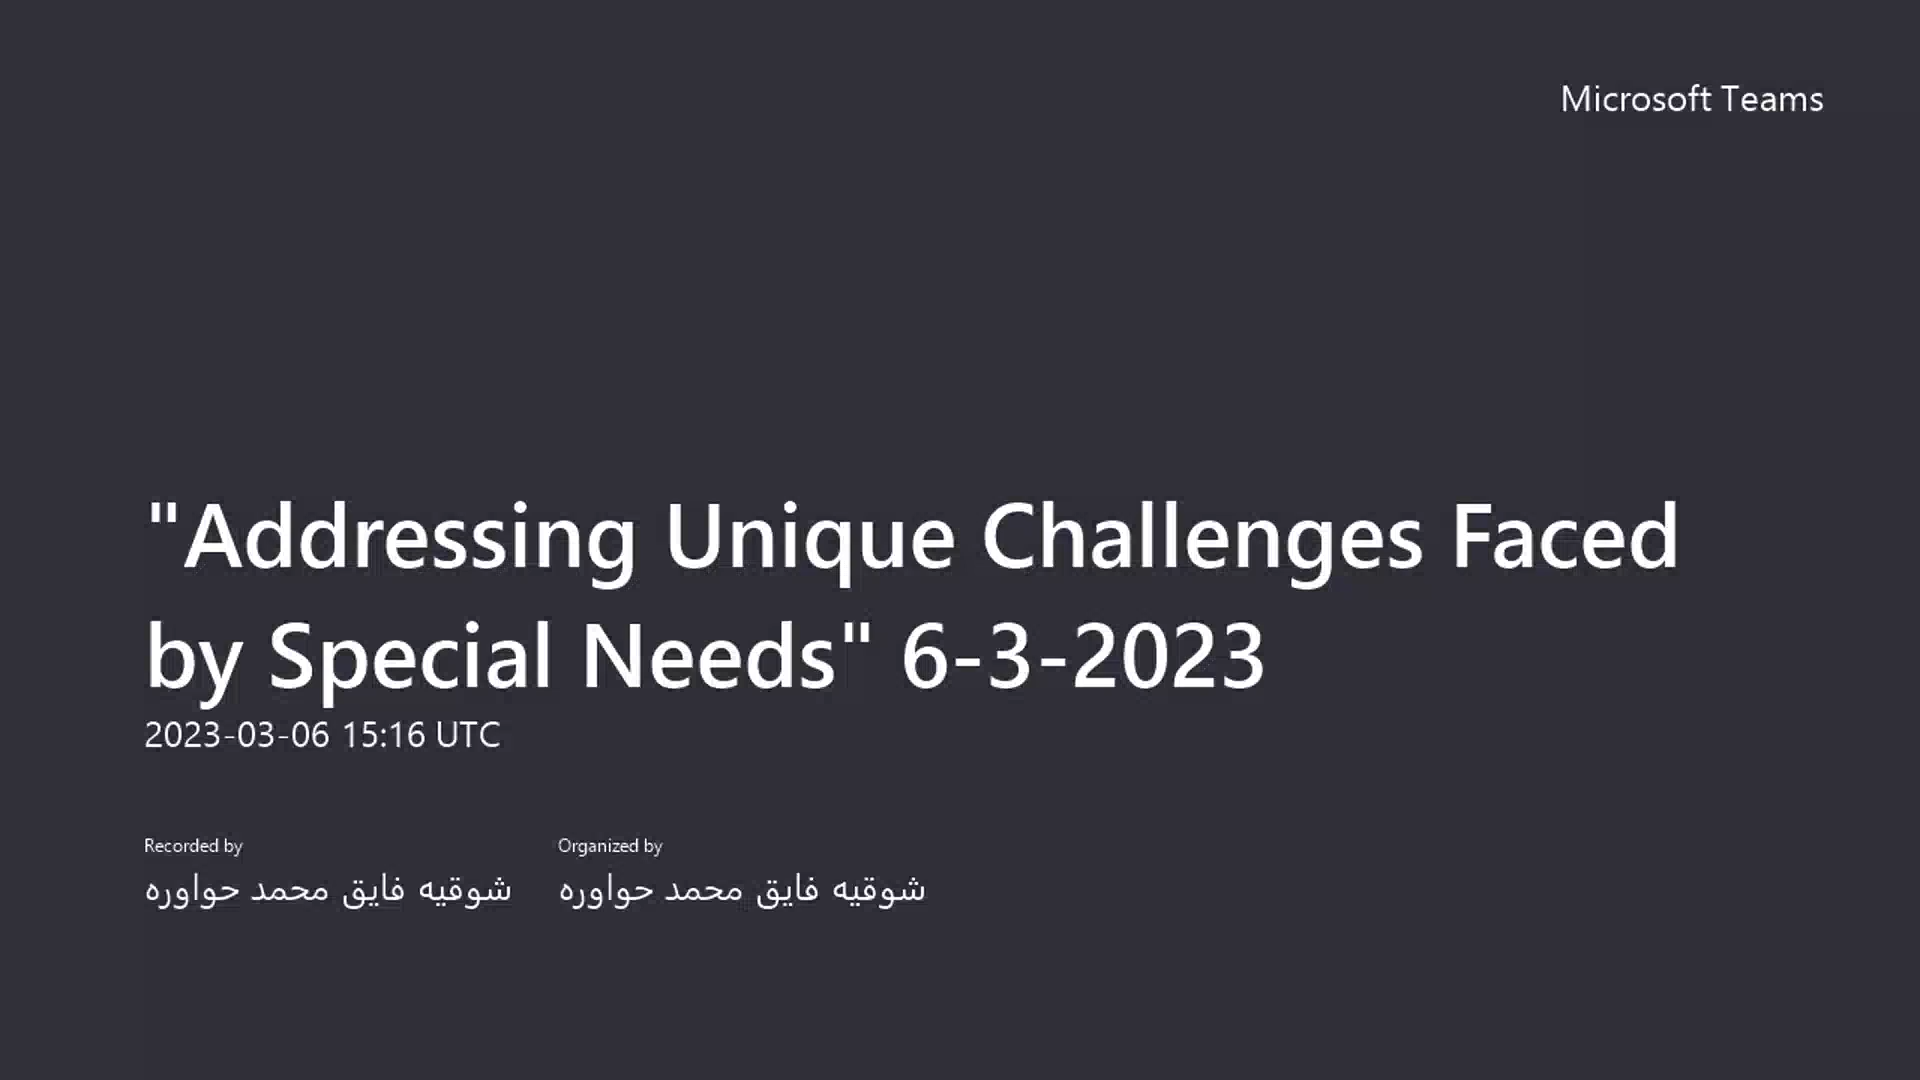 Microsoft Teams
"Addressing Unique Challenges Faced
by Special Needs" 6-3-2023
2023-03-06 15:16 UTC
Recorded by
شوقيه فايق محمد حواوره
Organized by
شوقيه فايق محمد حواوره